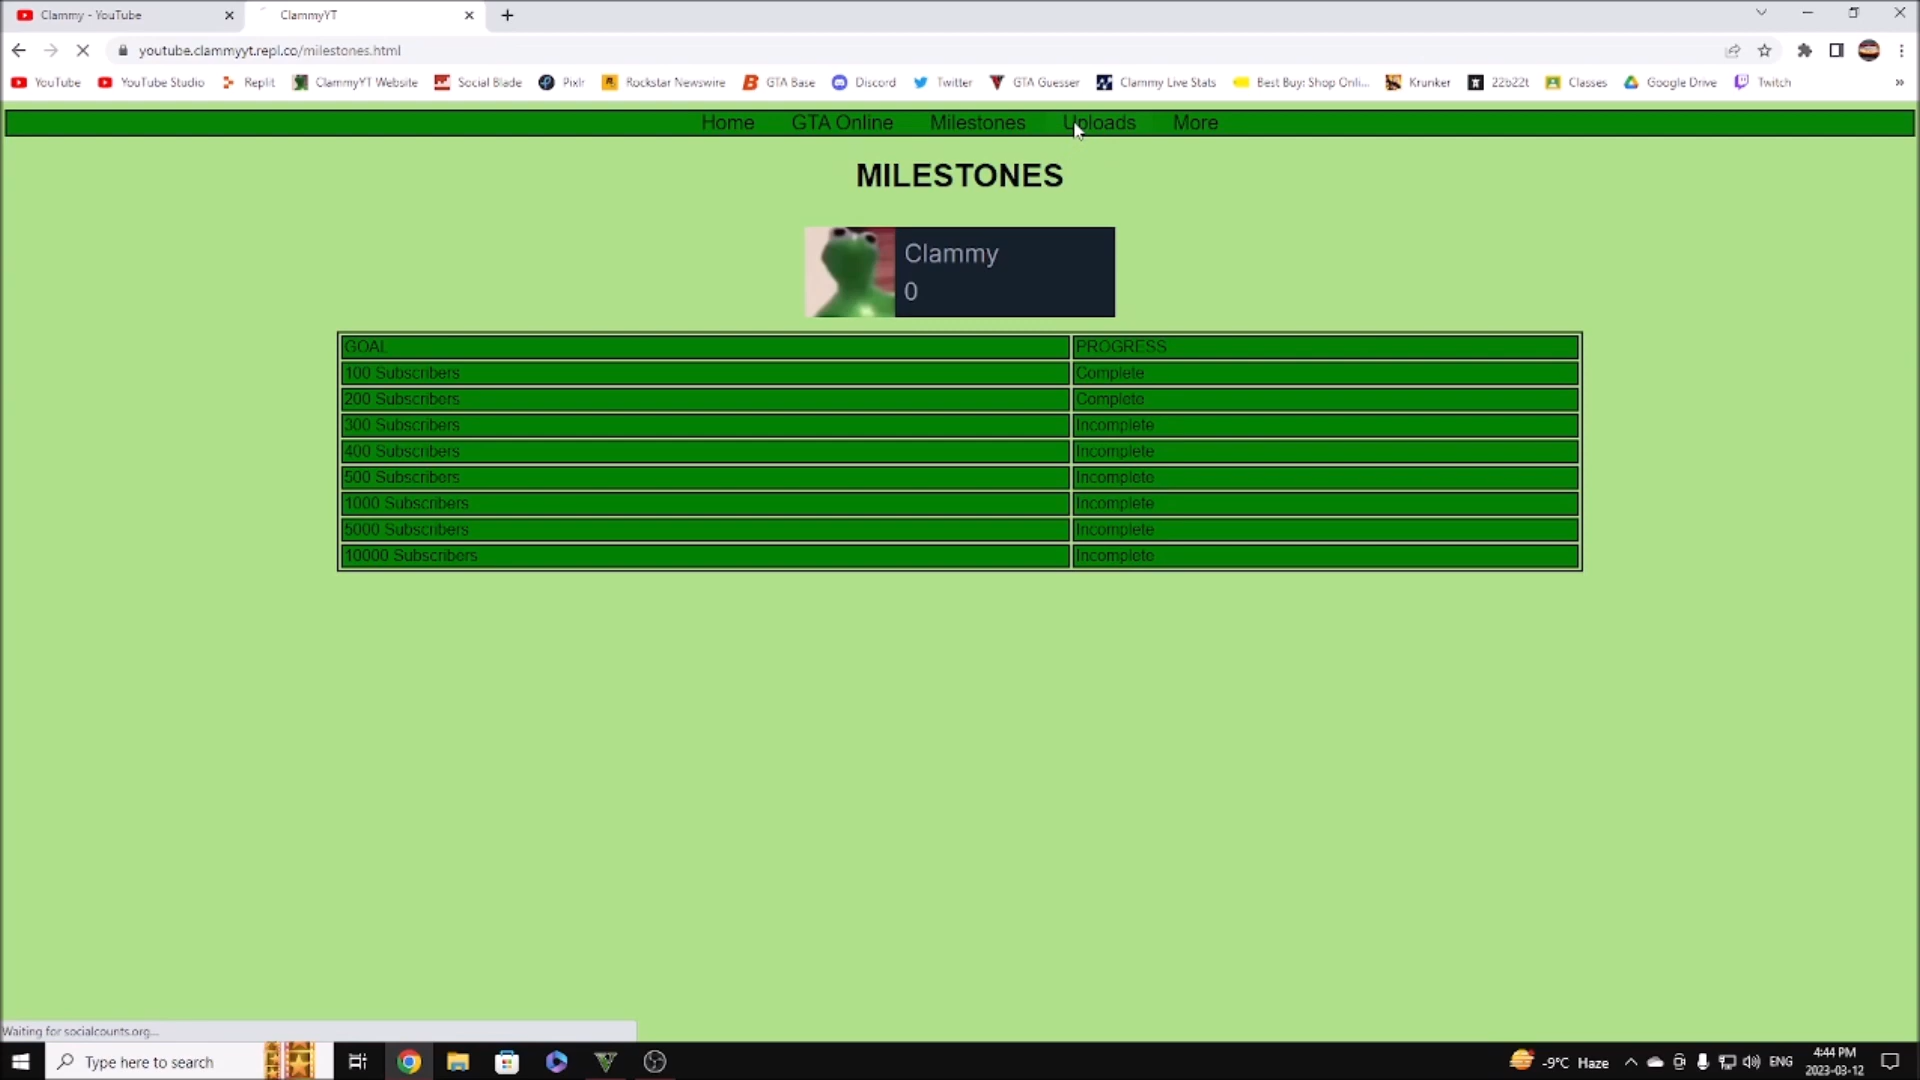 Clammy - YouTube
ClammyYT
youtube.clammyyt.repl.co/milestones.html
YouTube YouTube Studio Replit ClammyYT Website Social Blade Pixlr Rockstar Newswire GTA Base Discord Twitter GTA Guesser Clammy Live Stats Best Buy: Shop Onli... Krunker 22b22t Classes Google Drive Twitch »
Home GTA Online Milestones Uploads More
MILESTONES
Clammy
0
GOAL PROGRESS
100 Subscribers Complete
200 Subscribers Complete
300 Subscribers Incomplete
400 Subscribers Incomplete
500 Subscribers Incomplete
1000 Subscribers Incomplete
5000 Subscribers Incomplete
10000 Subscribers Incomplete
Waiting for socialcounts.org...
Type here to search
-9°C Haze
ENG
4:44 PM
2023-03-12